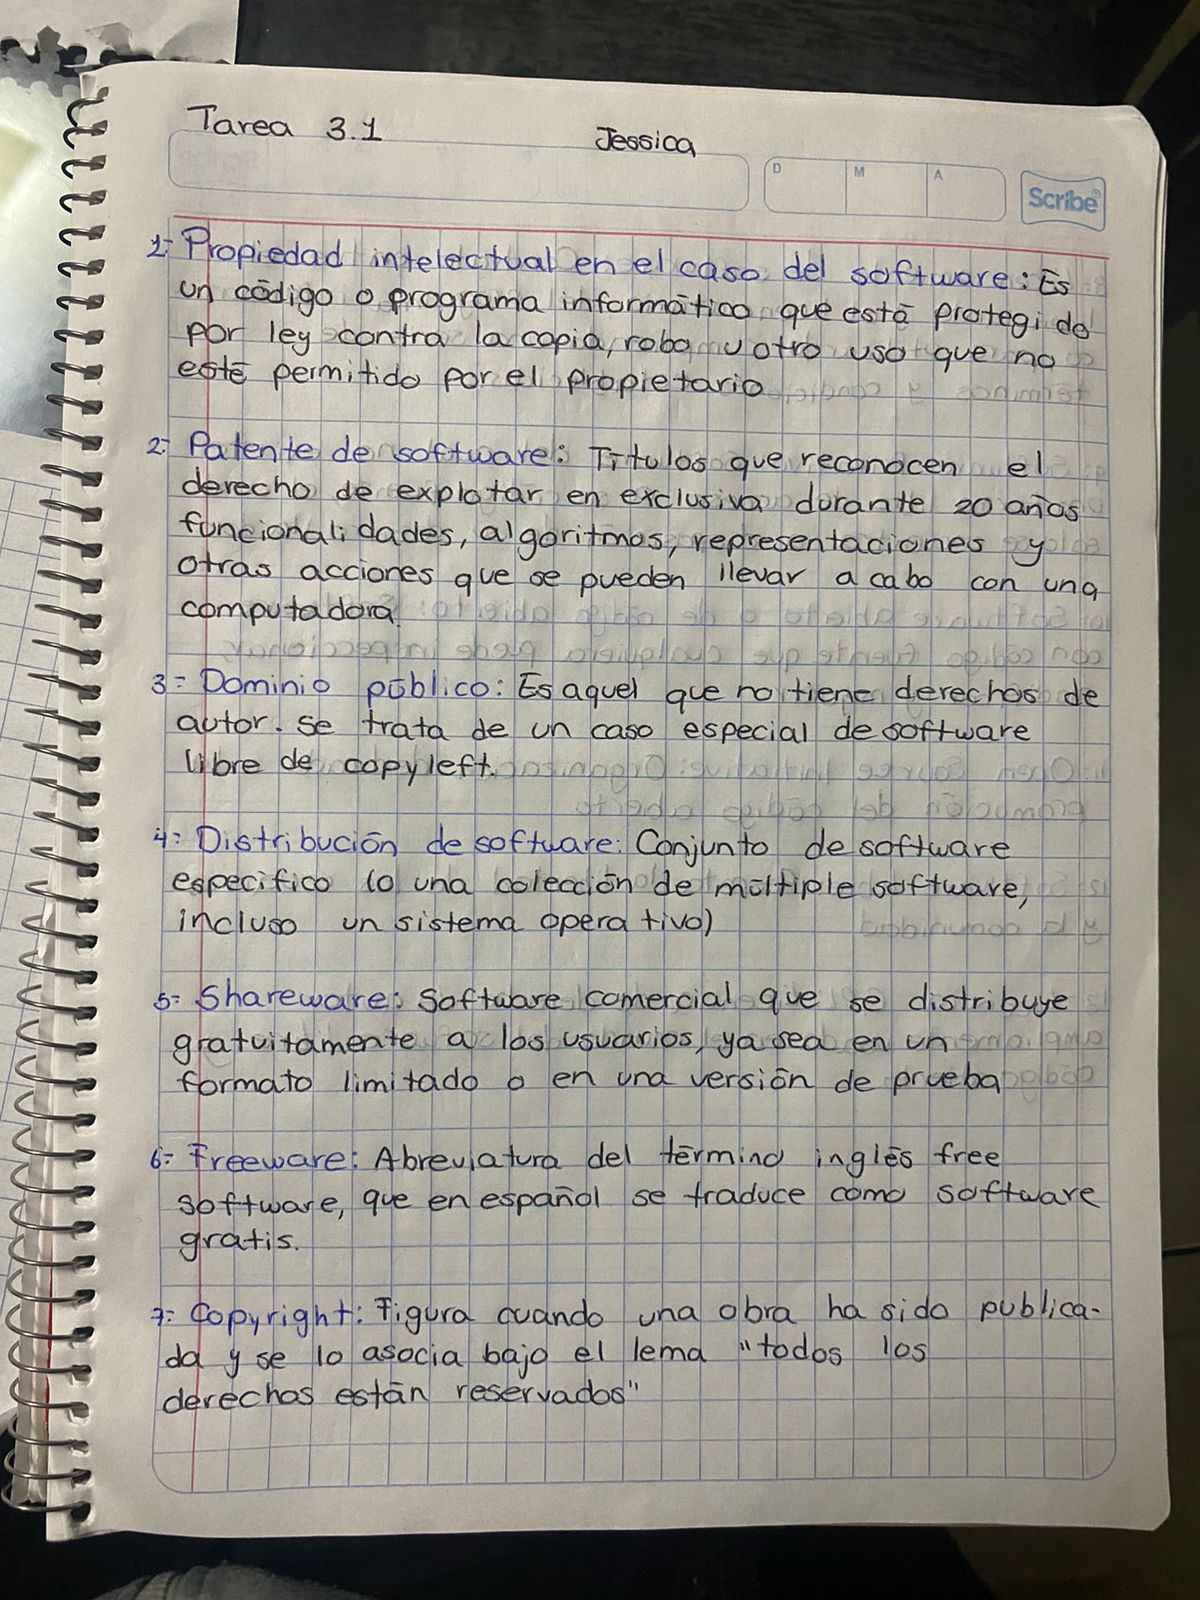 Tarea 3.1 Jessica
D M A
Scribe®
1- Propiedad intelectual en el caso del software: Es
un código o programa informático que está protegido
por ley contra la copia, robo u otro uso que no
esté permitido por el propietario
2- Patente de software: Títulos que reconocen el
derecho de explotar en exclusiva durante 20 años
funcionalidades, algoritmos, representaciones y
otras acciones que se pueden llevar a cabo con una
computadora.
3- Dominio público: Es aquel que no tiene derechos de
autor. Se trata de un caso especial de software
libre de copyleft.
4- Distribución de software: Conjunto de software
específico (o una colección de múltiple software,
incluso un sistema operativo)
5- Shareware: Software comercial que se distribuye
gratuitamente a los usuarios, ya sea en un
formato limitado o en una versión de prueba
6- Freeware: Abreviatura del término inglés free
software, que en español se traduce como software
gratis.
7- Copyright: Figura cuando una obra ha sido publica-
da y se lo asocia bajo el lema "todos los
derechos están reservados"